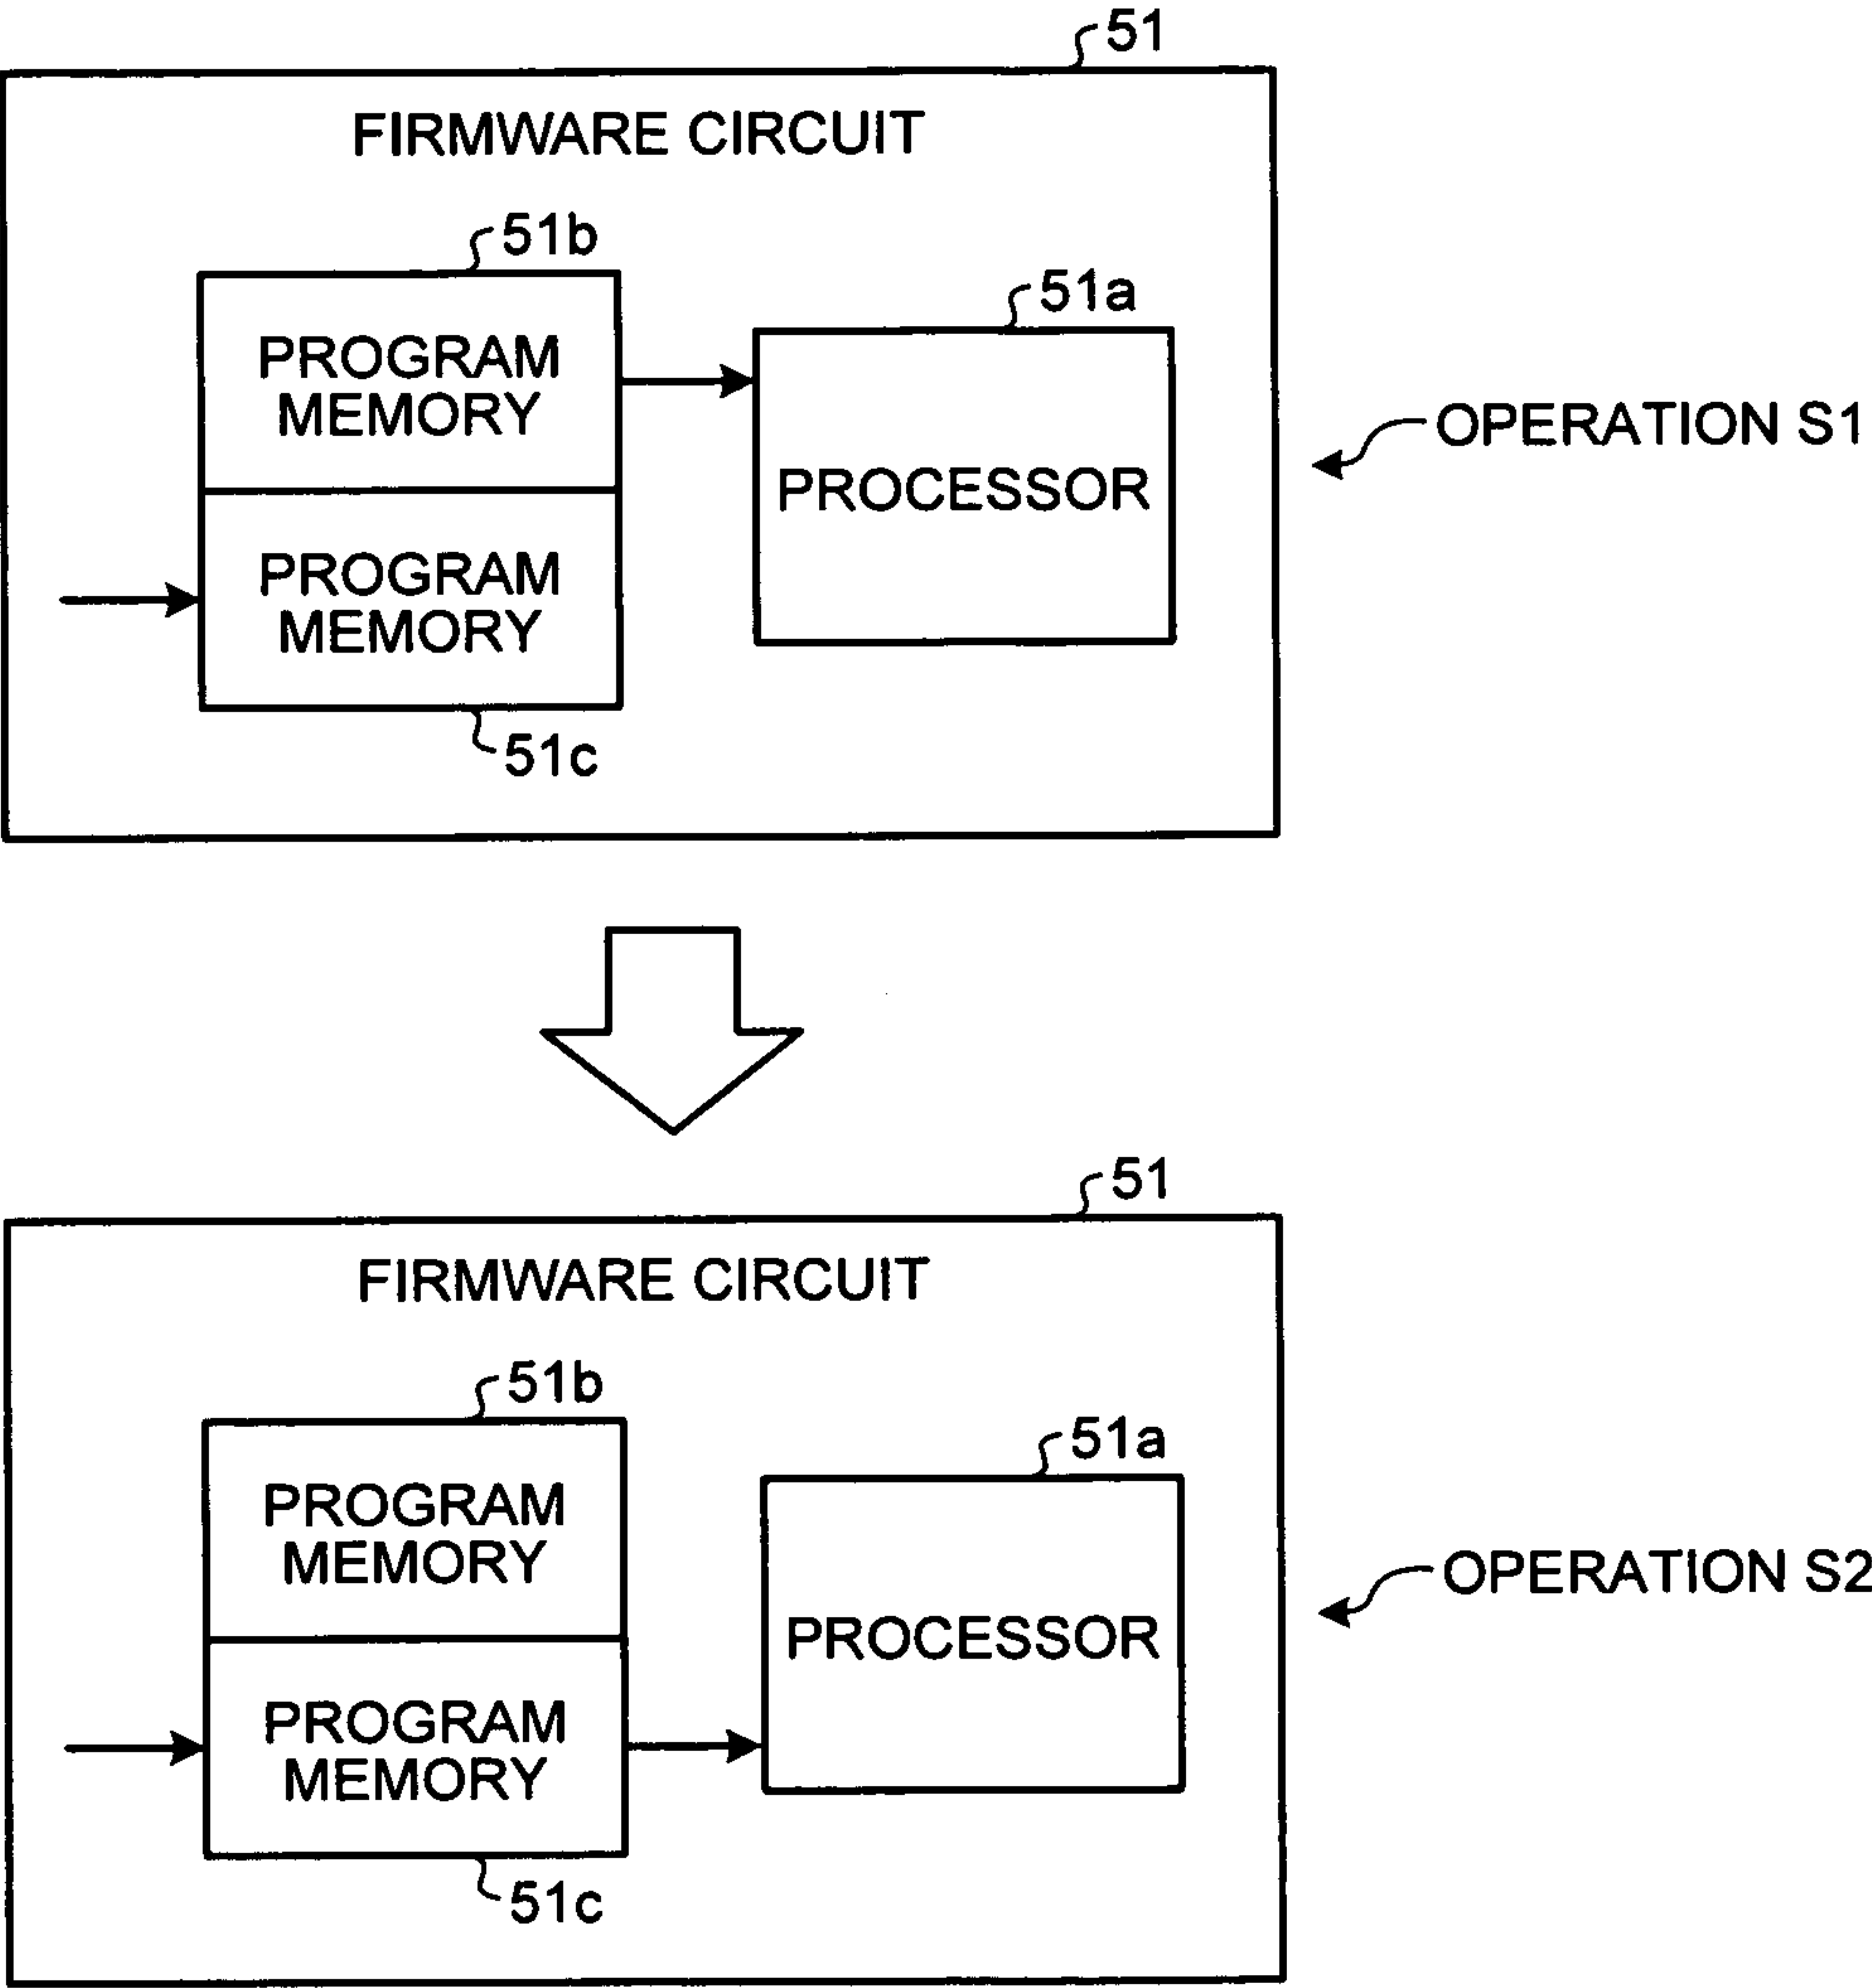 51
FIRMWARE CIRCUIT
51b
51a
PROGRAM
MEMORY
PROCESSOR
OPERATION S1
PROGRAM
MEMORY
51c
51
FIRMWARE CIRCUIT
51b
51a
PROGRAM
MEMORY
PROCESSOR
OPERATION S2
PROGRAM
MEMORY
51c